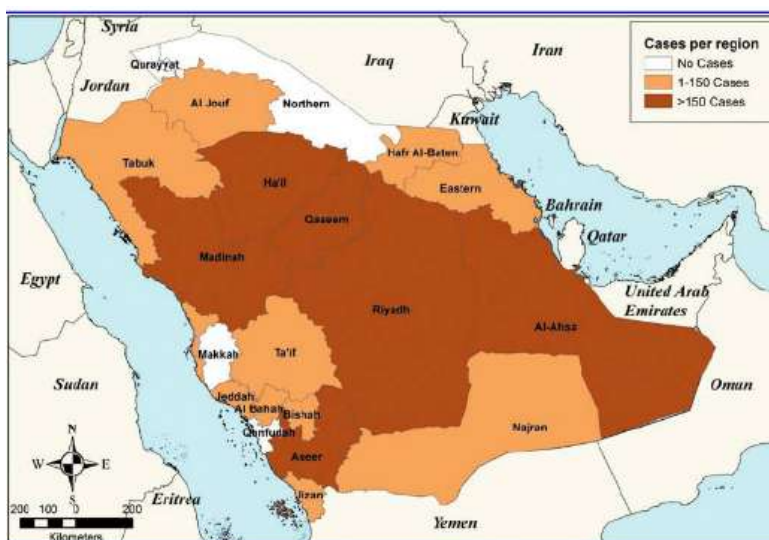 Syria
Iraq
Iran
Jordan
Kuwait
Bahrain
Qatar
United Arab
Emirates
Oman
Egypt
Sudan
Eritrea
Yemen
Qurayyat
Al Jouf
Northern
Tabuk
Hafr Al-Baten
Eastern
Ha'il
Qaseem
Madinah
Riyadh
Al-Ahsa
Makkah
Ta'if
Jeddah
Al Bahah
Bishah
Qunfudah
Aseer
Najran
Jizan
Cases per region
No Cases
1-150 Cases
>150 Cases
N
W
E
S
200 100 0 200
Kilometers